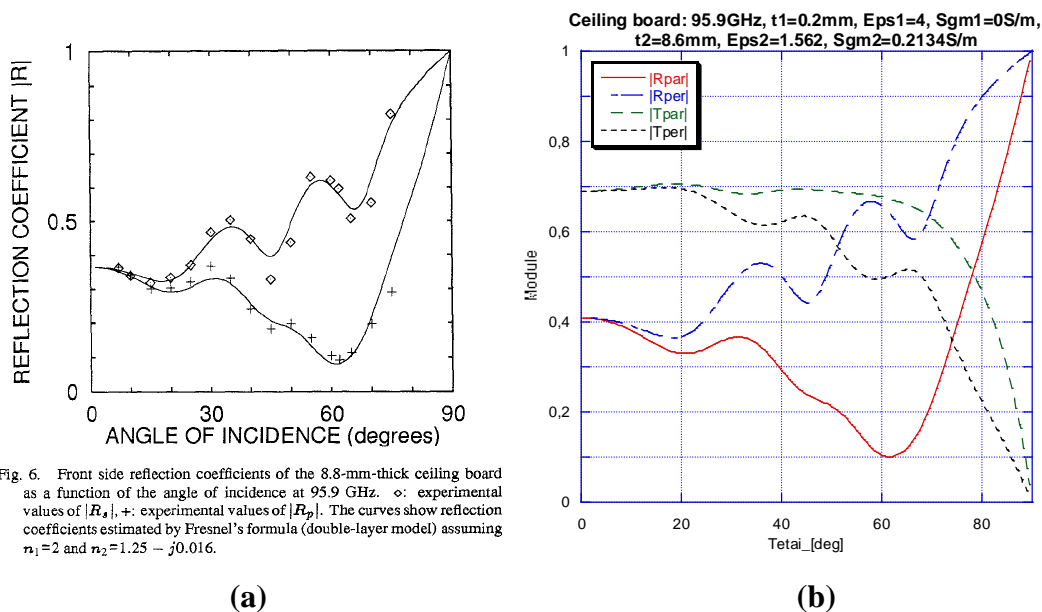 REFLECTION COEFFICIENT |R|
1
0.5
0
0
30
60
90
ANGLE OF INCIDENCE (degrees)
Fig. 6. Front side reflection coefficients of the 8.8-mm-thick ceiling board
as a function of the angle of incidence at 95.9 GHz. ⋄: experimental
values of |Rs|, +: experimental values of |Rp|. The curves show reflection
coefficients estimated by Fresnel's formula (double-layer model) assuming
n1=2 and n2=1.25 − j0.016.
(a)
Ceiling board: 95.9GHz, t1=0.2mm, Eps1=4, Sgm1=0S/m,
t2=8.6mm, Eps2=1.562, Sgm2=0.2134S/m
|Rpar|
|Rper|
|Tpar|
|Tper|
Module
1
0,8
0,6
0,4
0,2
0
0
20
40
60
80
Tetai_[deg]
(b)